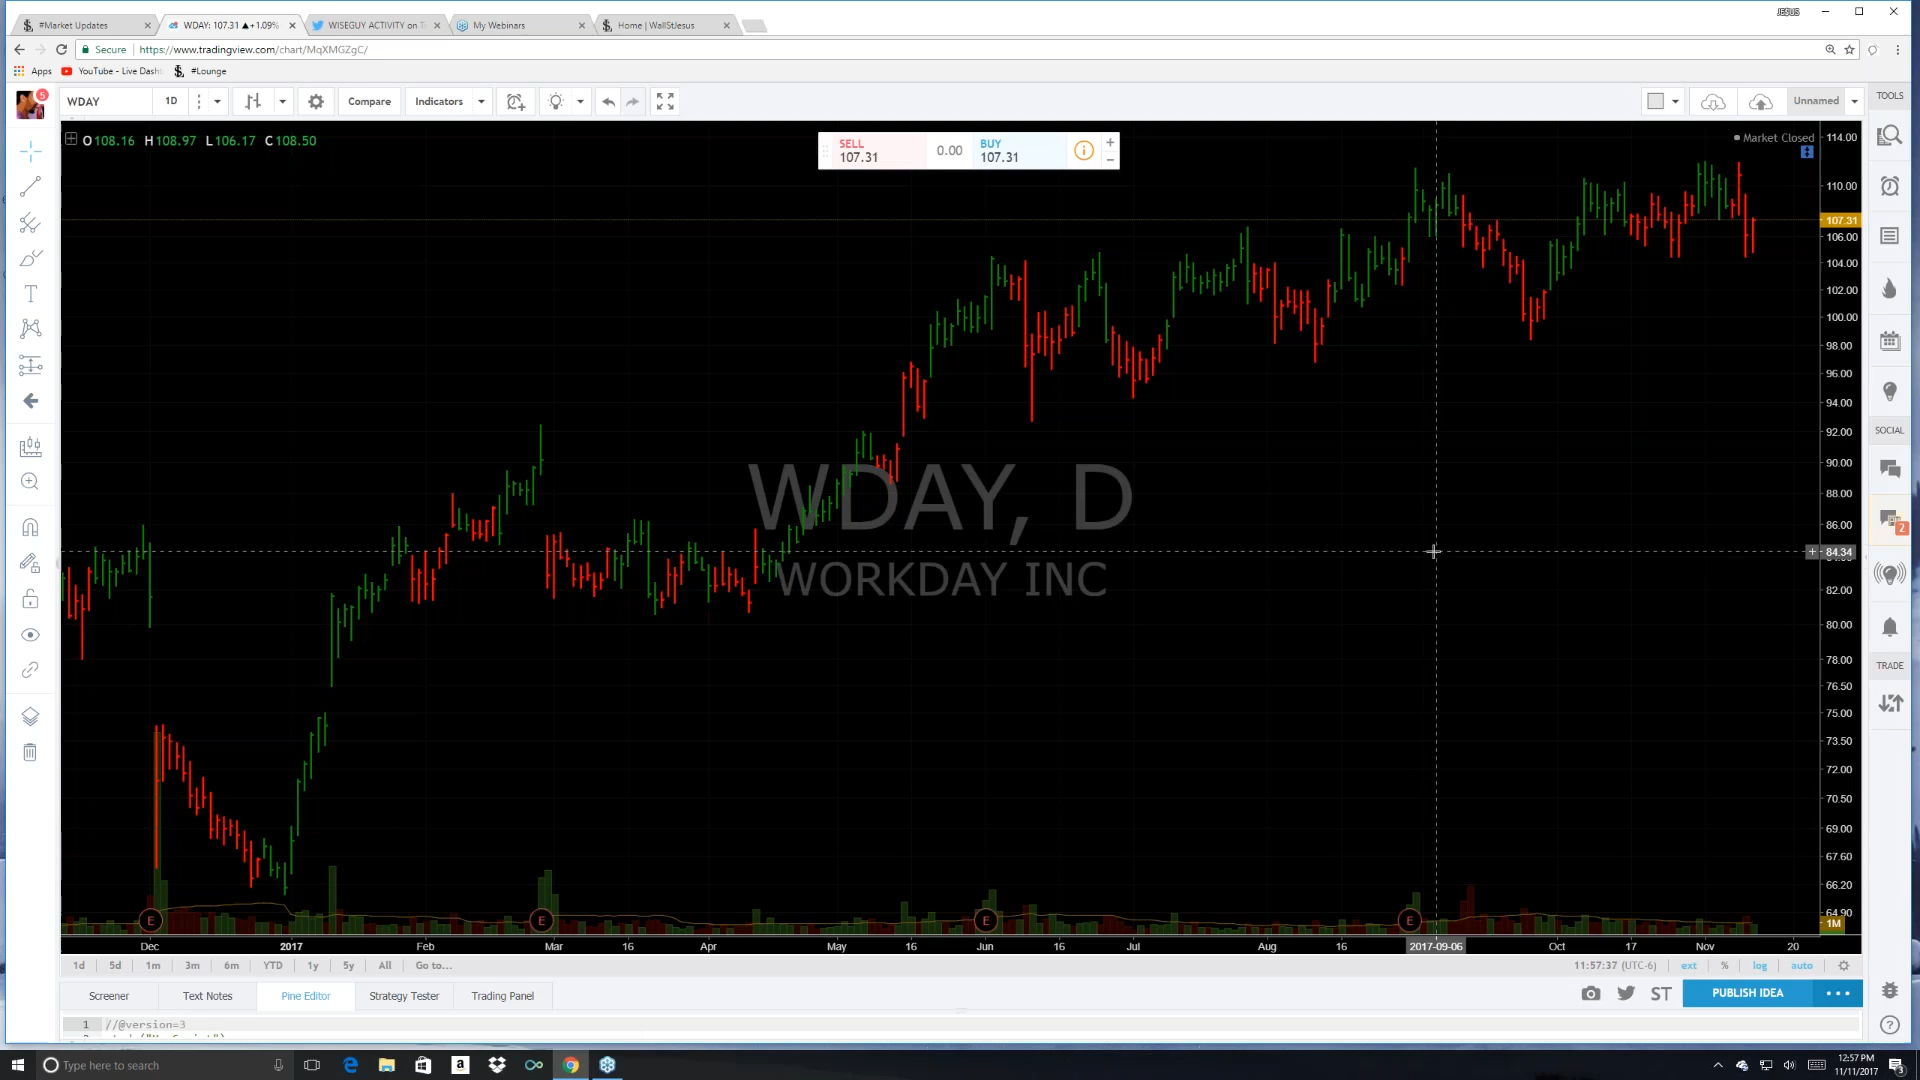 JESUS
#Market Updates
WDAY: 107.31 ▲+1.09%
WISEGUY ACTIVITY on T
My Webinars
Home | WallStJesus
Secure
https://www.tradingview.com/chart/MqXMGZgC/
Apps
YouTube - Live Dash
#Lounge
5
WDAY
1D
Compare
Indicators
Unnamed
TOOLS
O108.16 H108.97 L106.17 C108.50
SELL
107.31
0.00
BUY
107.31
Market Closed
114.00
110.00
107.31
106.00
104.00
102.00
100.00
98.00
96.00
94.00
92.00
90.00
88.00
86.00
84.34
82.00
80.00
78.00
76.50
75.00
73.50
72.00
70.50
69.00
67.60
66.20
64.90
1M
SOCIAL
2
TRADE
WDAY, D
WORKDAY INC
E
E
E
E
Dec
2017
Feb
Mar
16
Apr
May
16
Jun
16
Jul
Aug
16
2017-09-06
Oct
17
Nov
20
1d
5d
1m
3m
6m
YTD
1y
5y
All
Go to...
11:57:37 (UTC-6)
ext
%
log
auto
Screener
Text Notes
Pine Editor
Strategy Tester
Trading Panel
ST
PUBLISH IDEA
1
//@version=3
Type here to search
12:57 PM
11/11/2017
3